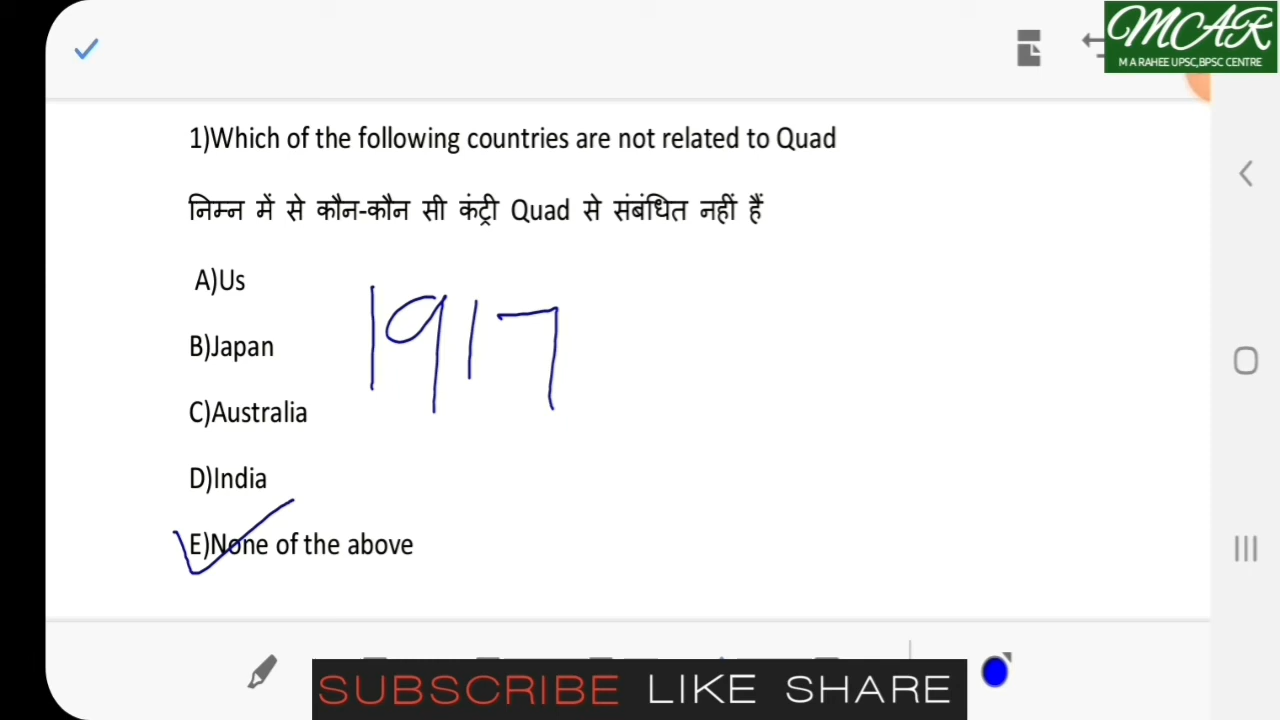 MCAR
M A RAHEE UPSC,BPSC CENTRE
1)Which of the following countries are not related to Quad
निम्न में से कौन-कौन सी कंट्री Quad से संबंधित नहीं हैं
A)Us
1917
B)Japan
C)Australia
D)India
E)None of the above
SUBSCRIBE LIKE SHARE